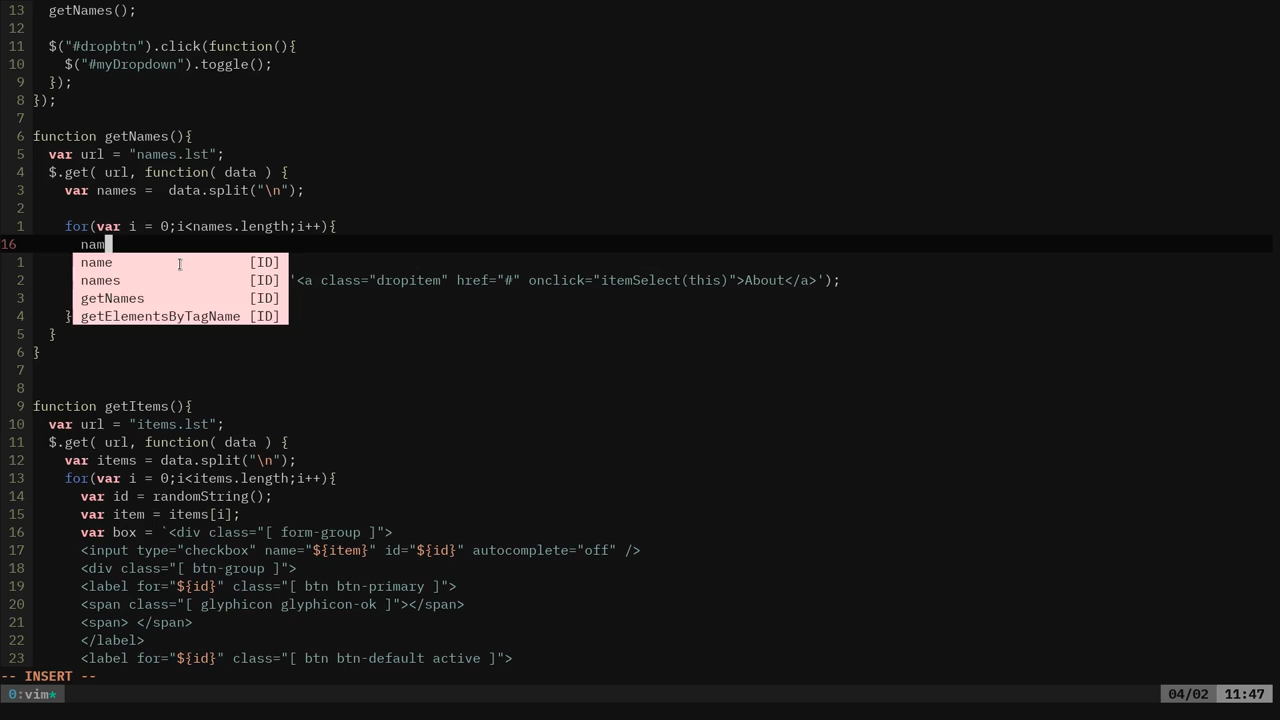 13   getNames();
12
11   $("#dropbtn").click(function(){
10     $("#myDropdown").toggle();
9   });
8 });
7
6 function getNames(){
5   var url = "names.lst";
4   $.get( url, function( data ) {
3     var names =  data.split("\n");
2
1     for(var i = 0;i<names.length;i++){
16       nam
1       name [ID]
2       names [ID] '<a class="dropitem" href="#" onclick="itemSelect(this)">About</a>');
3       getNames [ID]
4     } getElementsByTagName [ID]
5   }
6 }
7
8
9 function getItems(){
10   var url = "items.lst";
11   $.get( url, function( data ) {
12     var items = data.split("\n");
13     for(var i = 0;i<items.length;i++){
14       var id = randomString();
15       var item = items[i];
16       var box = `<div class="[ form-group ]">
17       <input type="checkbox" name="${item}" id="${id}" autocomplete="off" />
18       <div class="[ btn-group ]">
19       <label for="${id}" class="[ btn btn-primary ]">
20       <span class="[ glyphicon glyphicon-ok ]"></span>
21       <span> </span>
22       </label>
23       <label for="${id}" class="[ btn btn-default active ]">
-- INSERT --
0:vim* 04/02 11:47